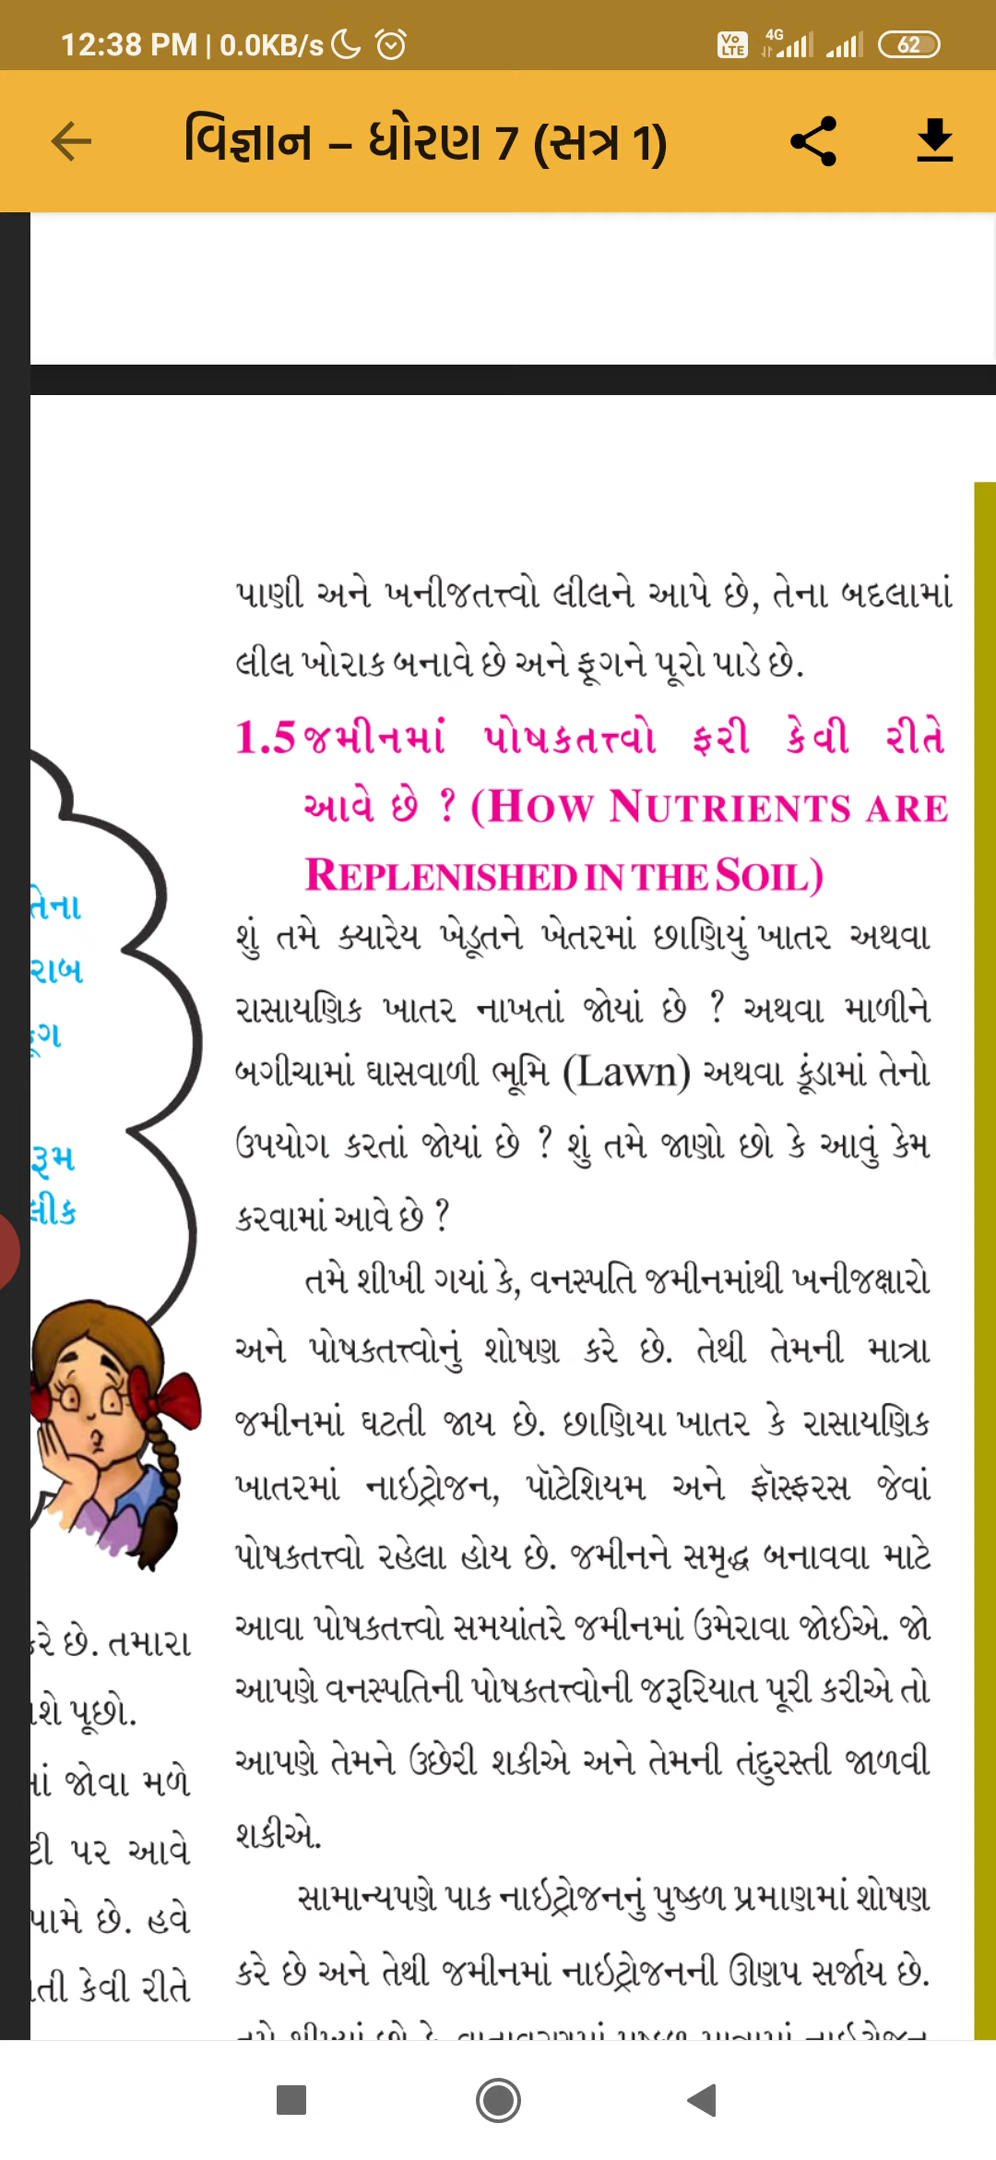 12:38 PM | 0.0KB/s
Vo LTE 4G 62
વિજ્ઞાન – ધોરણ 7 (સત્ર 1)
પાણી અને ખનીજતત્ત્વો લીલને આપે છે, તેના બદલામાં
લીલ ખોરાક બનાવે છે અને ફૂગને પૂરો પાડે છે.
1.5 જમીનમાં પોષકતત્ત્વો ફરી કેવી રીતે
આવે છે ? (HOW NUTRIENTS ARE
REPLENISHED IN THE SOIL)
શું તમે ક્યારેય ખેડૂતને ખેતરમાં છાણિયું ખાતર અથવા
રાસાયણિક ખાતર નાખતાં જોયાં છે ? અથવા માળીને
બગીચામાં ઘાસવાળી ભૂમિ (Lawn) અથવા કૂંડામાં તેનો
ઉપયોગ કરતાં જોયાં છે ? શું તમે જાણો છો કે આવું કેમ
કરવામાં આવે છે ?
તમે શીખી ગયાં કે, વનસ્પતિ જમીનમાંથી ખનીજક્ષારો
અને પોષકતત્ત્વોનું શોષણ કરે છે. તેથી તેમની માત્રા
જમીનમાં ઘટતી જાય છે. છાણિયા ખાતર કે રાસાયણિક
ખાતરમાં નાઇટ્રોજન, પૉટેશિયમ અને ફૉસ્ફરસ જેવાં
પોષકતત્ત્વો રહેલા હોય છે. જમીનને સમૃદ્ધ બનાવવા માટે
આવા પોષકતત્ત્વો સમયાંતરે જમીનમાં ઉમેરાવા જોઈએ. જો
આપણે વનસ્પતિની પોષકતત્ત્વોની જરૂરિયાત પૂરી કરીએ તો
આપણે તેમને ઉછેરી શકીએ અને તેમની તંદુરસ્તી જાળવી
શકીએ.
સામાન્યપણે પાક નાઇટ્રોજનનું પુષ્કળ પ્રમાણમાં શોષણ
કરે છે અને તેથી જમીનમાં નાઇટ્રોજનની ઊણપ સર્જાય છે.
તેના
રાબ
રૂમ
લીક
કરે છે. તમારા
શે પૂછો.
માં જોવા મળે
ટી પર આવે
પામે છે. હવે
તી કેવી રીતે